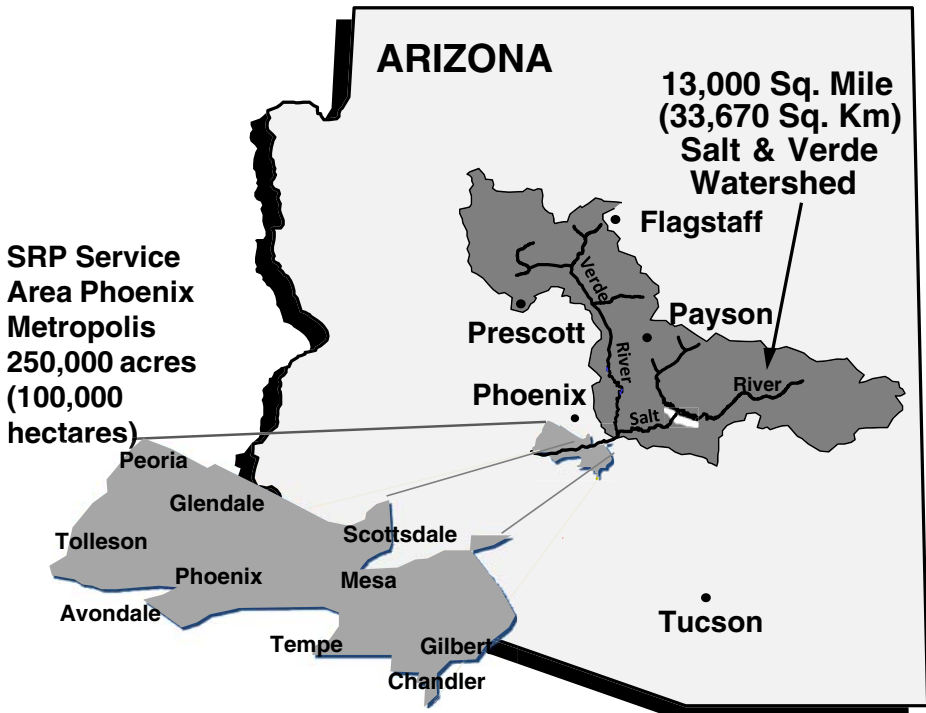 ARIZONA
13,000 Sq. Mile
(33,670 Sq. Km)
Salt & Verde
Watershed
Flagstaff
SRP Service
Area Phoenix
Metropolis
250,000 acres
(100,000
hectares)
Verde
River
Prescott
Payson
Phoenix
River
Salt
Peoria
Glendale
Tolleson
Scottsdale
Phoenix
Mesa
Avondale
Tucson
Tempe
Gilbert
Chandler